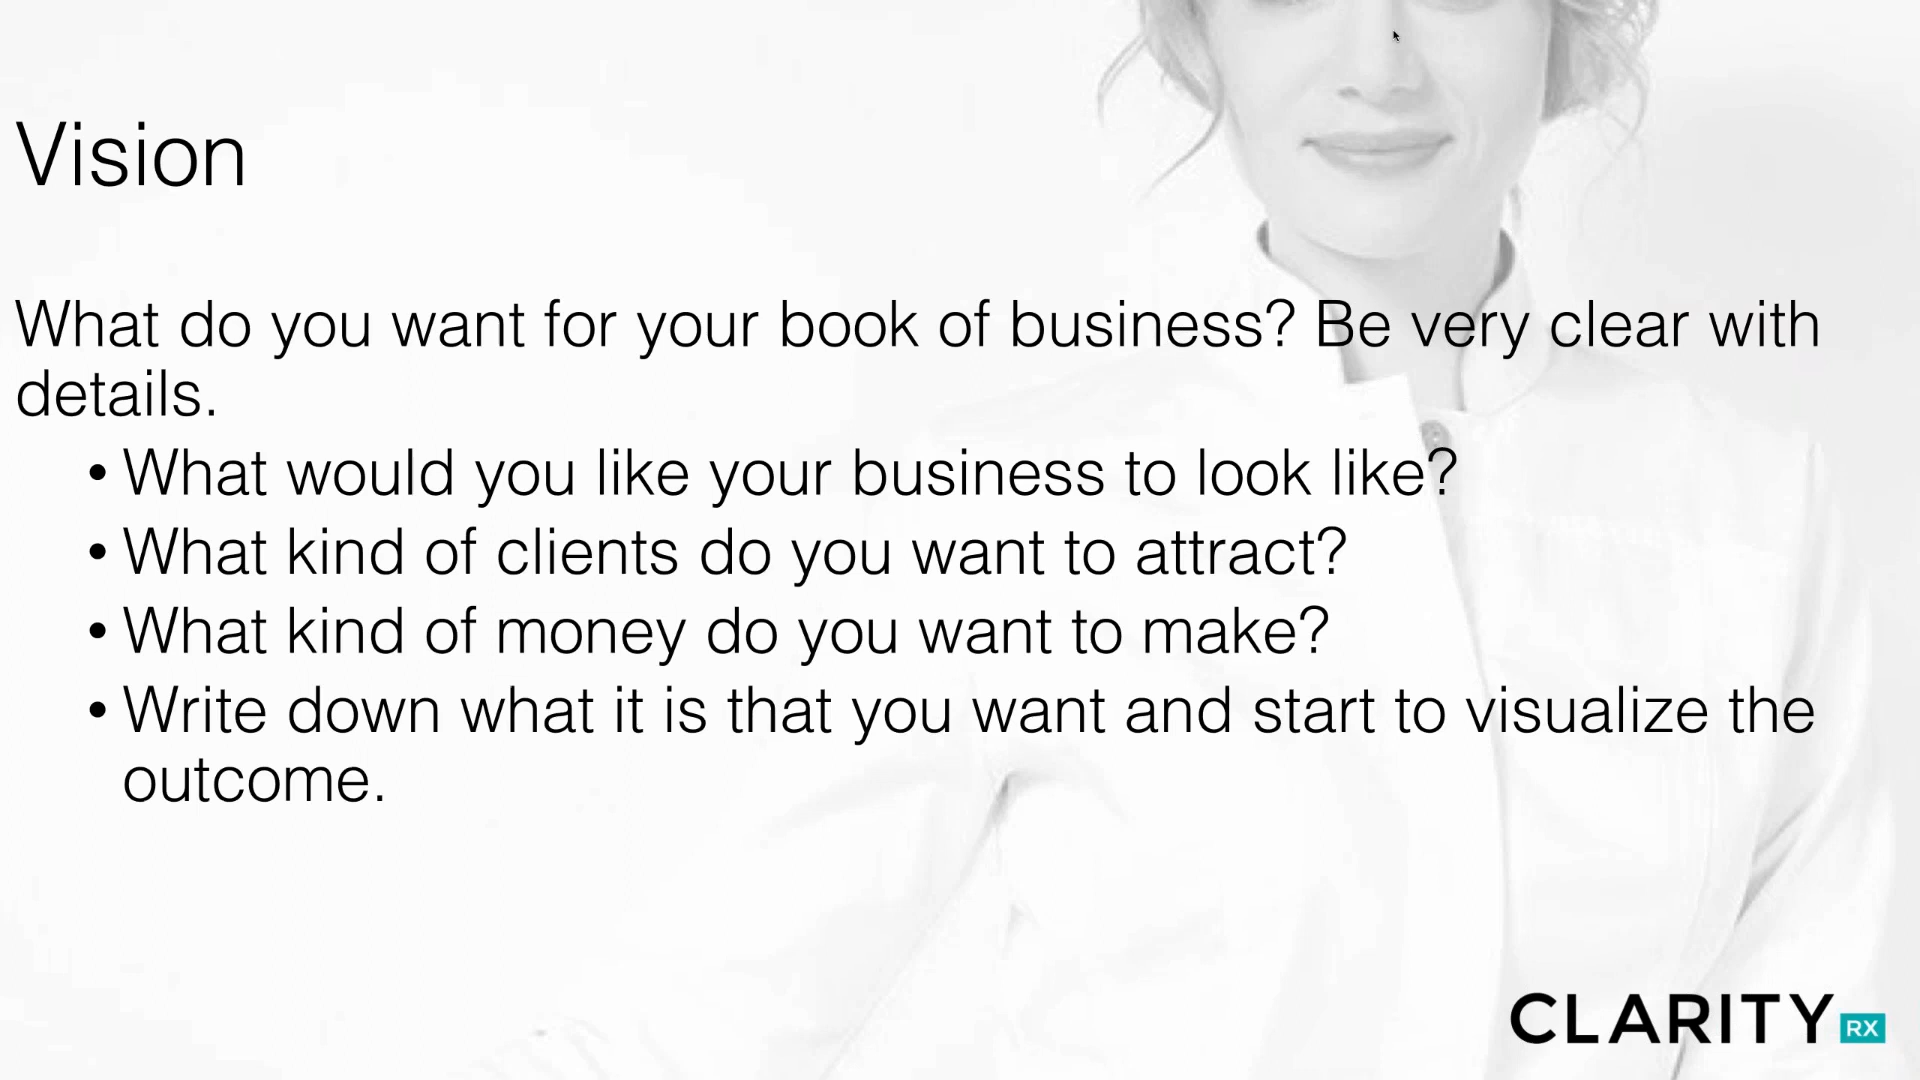 Vision
What do you want for your book of business? Be very clear with
details.
• What would you like your business to look like?
• What kind of clients do you want to attract?
• What kind of money do you want to make?
• Write down what it is that you want and start to visualize the
outcome.
CLARITY RX